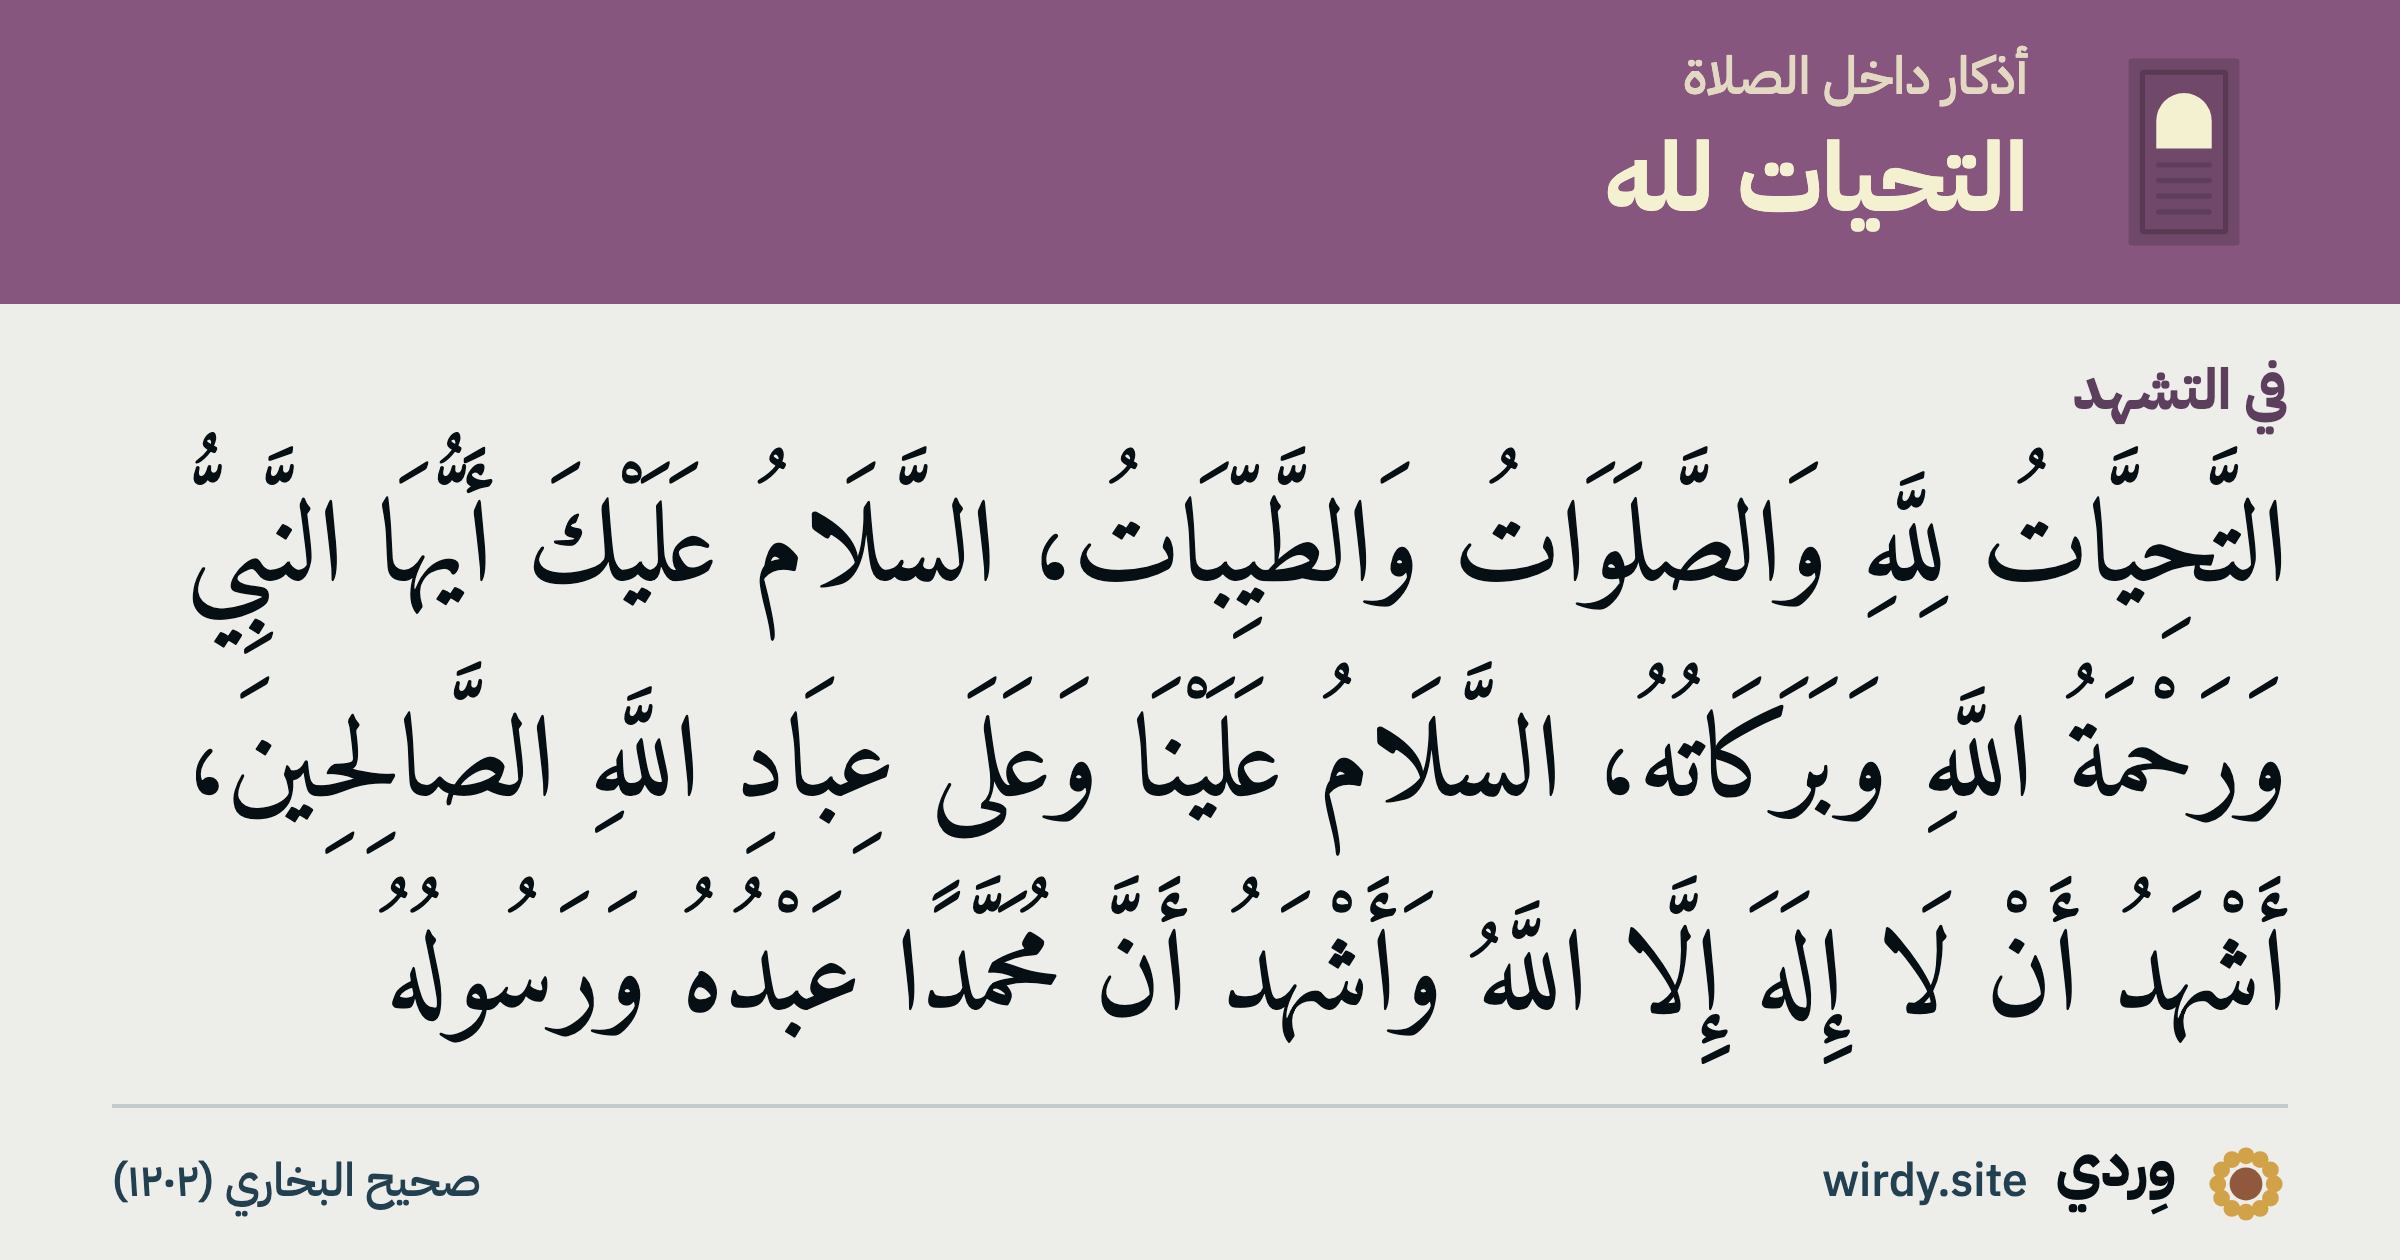 أذكار داخل الصلاة
التحيات لله
في التشهد
التَّحِيَّاتُ لِلَّهِ وَالصَّلَوَاتُ وَالطَّيِّبَاتُ، السَّلَامُ عَلَيْكَ أَيُّهَا النَّبِيُّ
وَرَحْمَةُ اللَّهِ وَبَرَكَاتُهُ، السَّلَامُ عَلَيْنَا وَعَلَى عِبَادِ اللَّهِ الصَّالِحِينَ،
أَشْهَدُ أَنْ لَا إِلَهَ إِلَّا اللَّهُ وَأَشْهَدُ أَنَّ مُحَمَّدًا عَبْدُهُ وَرَسُولُهُ
وِردي wirdy.site
صحيح البخاري (١٢٠٢)